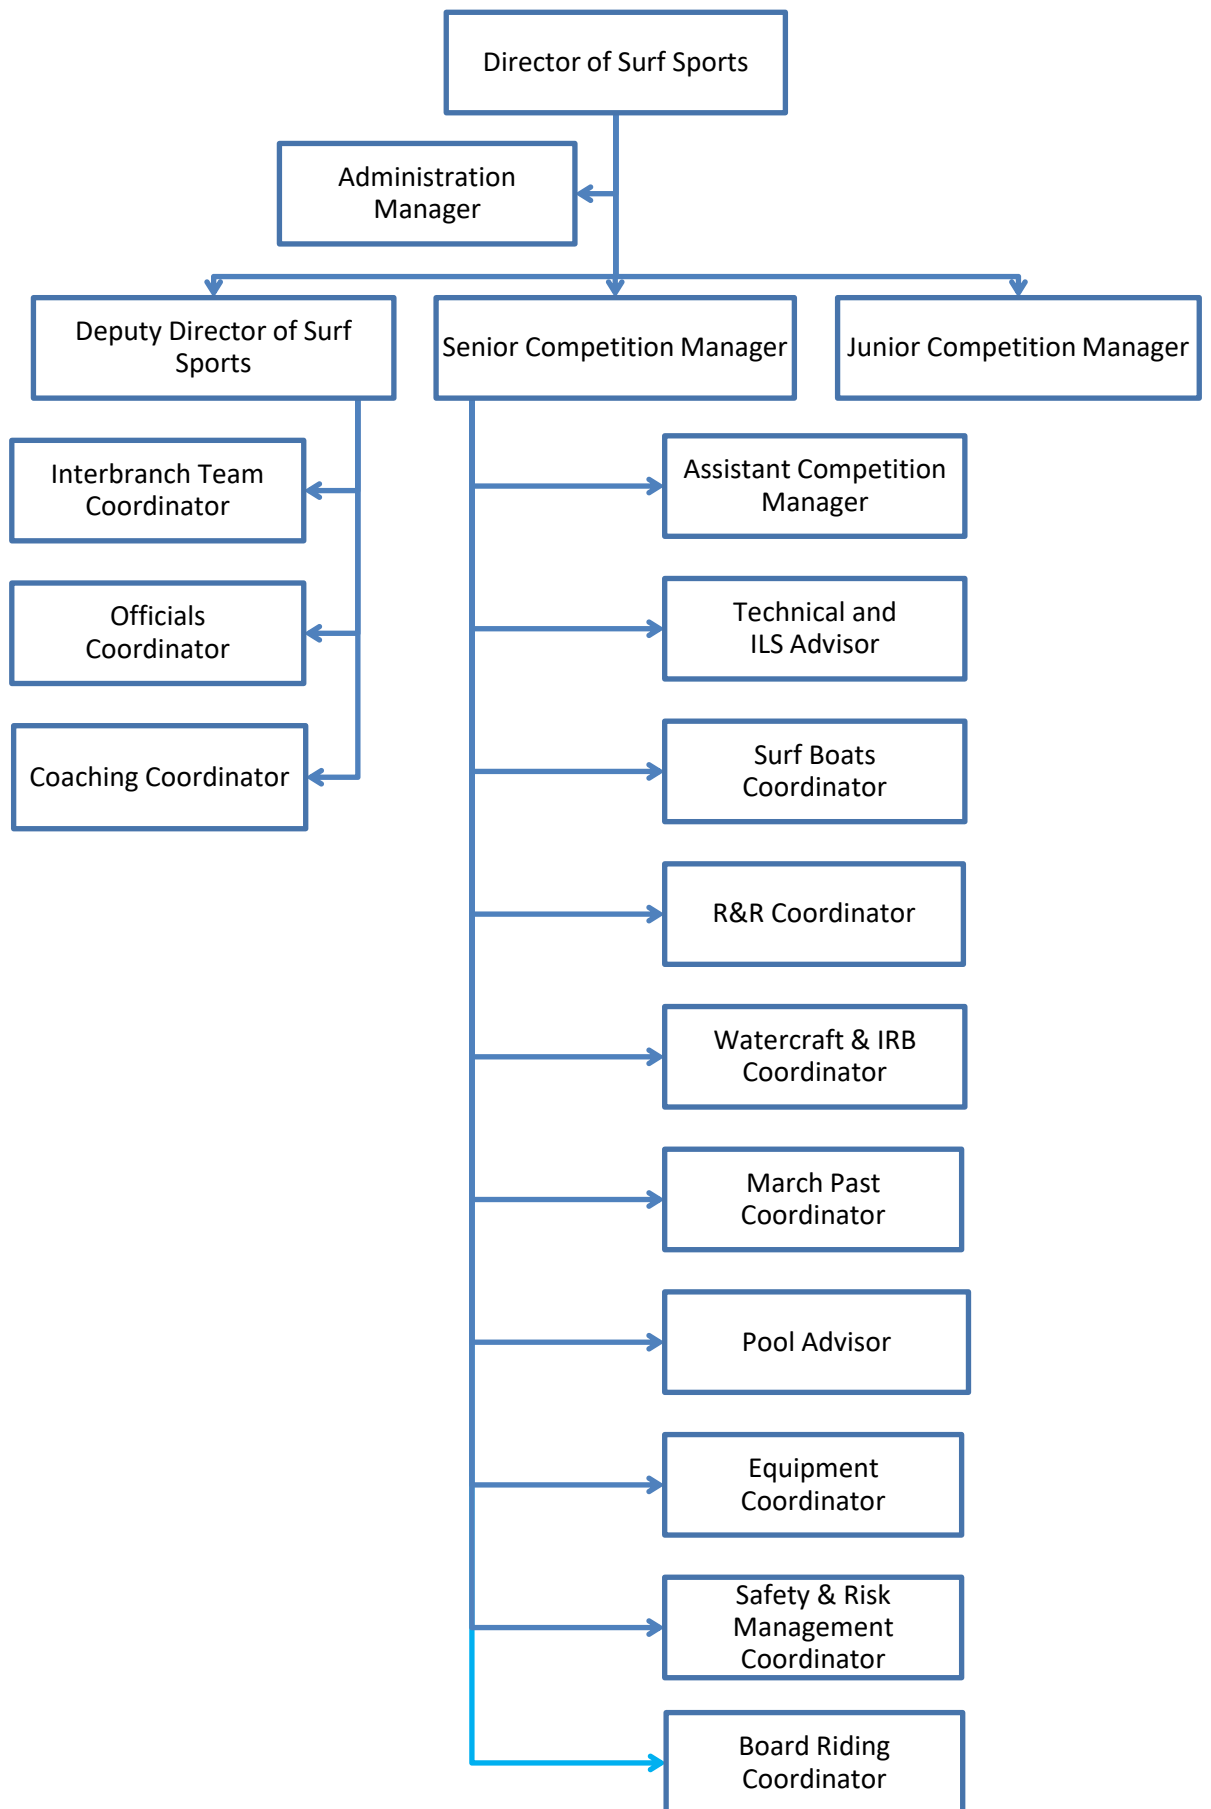 Director of Surf Sports
Administration
Manager
Deputy Director of Surf
Sports
Senior Competition Manager
Junior Competition Manager
Interbranch Team
Coordinator
Officials
Coordinator
Coaching Coordinator
Assistant Competition
Manager
Technical and
ILS Advisor
Surf Boats
Coordinator
R&R Coordinator
Watercraft & IRB
Coordinator
March Past
Coordinator
Pool Advisor
Equipment
Coordinator
Safety & Risk
Management
Coordinator
Board Riding
Coordinator